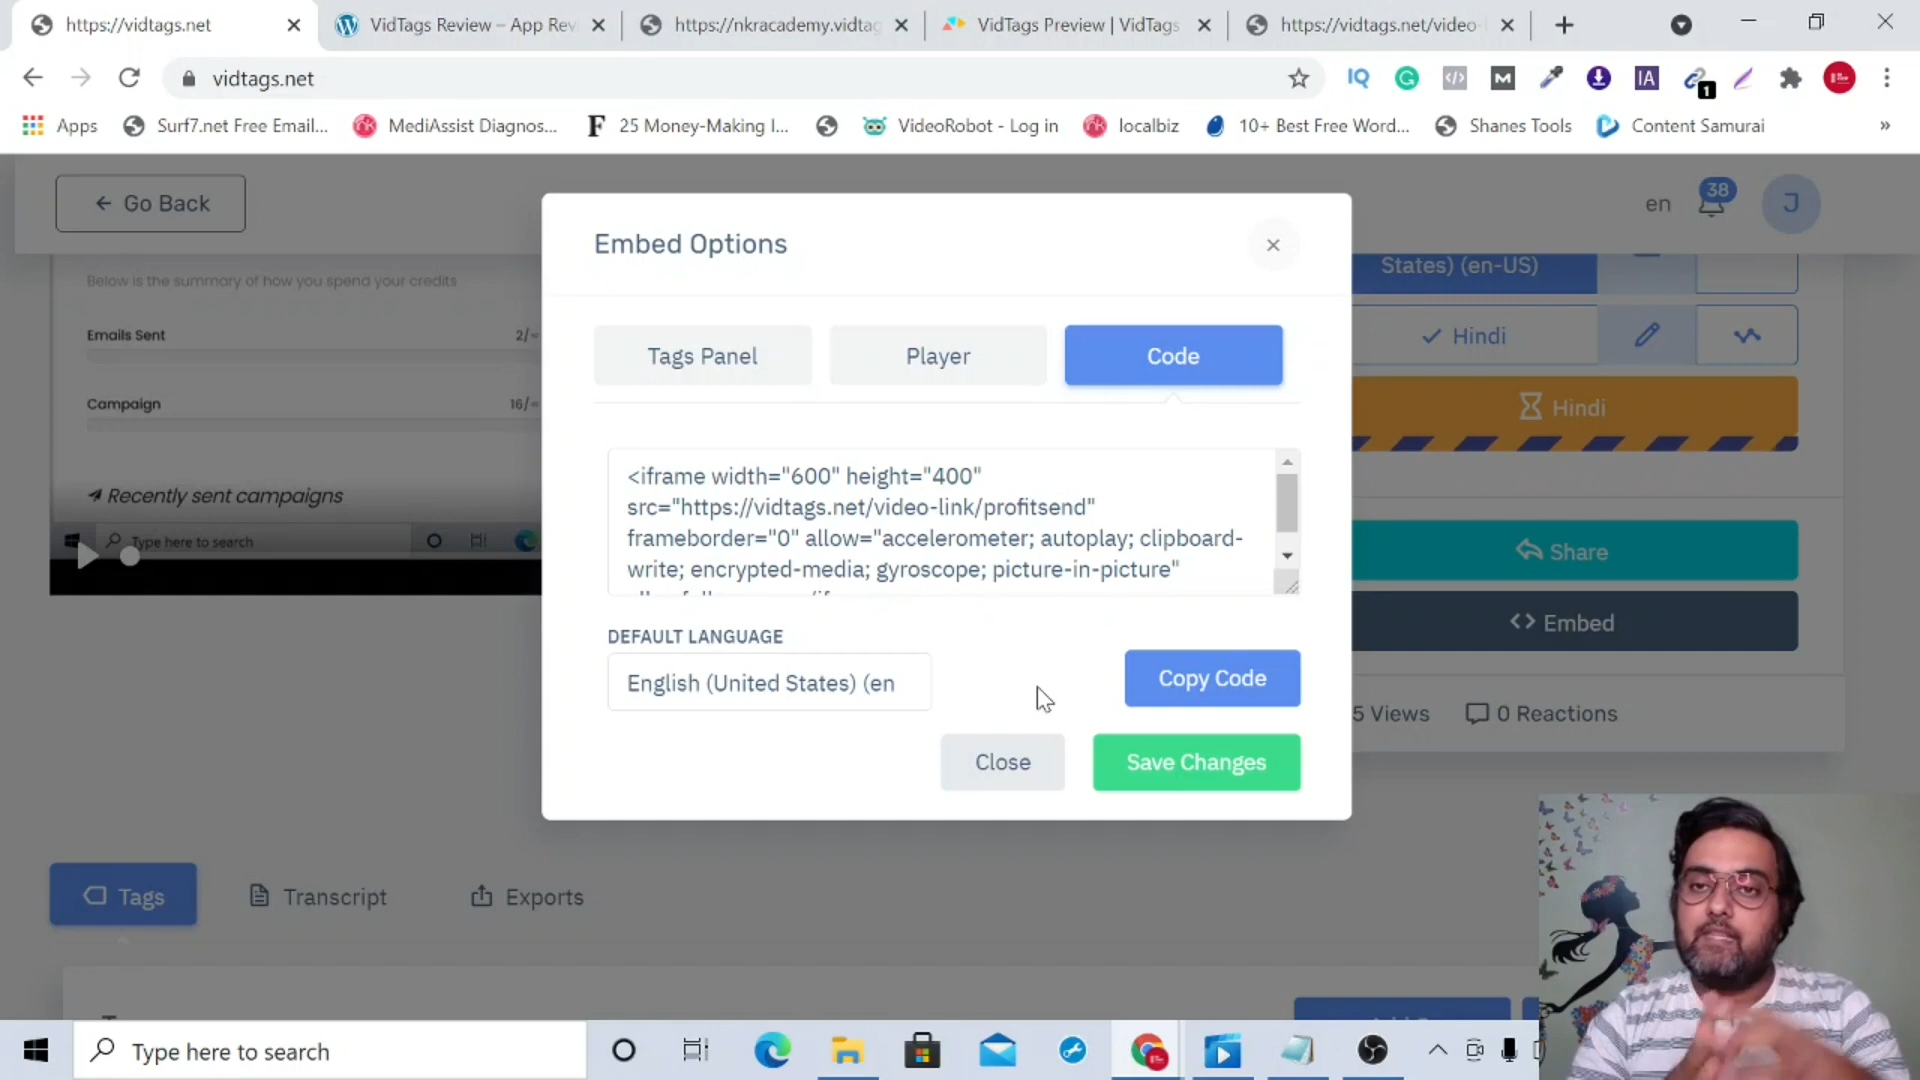 https://vidtags.net
VidTags Review – App Rev
https://nkracademy.vidtag
VidTags Preview | VidTags
https://vidtags.net/video-
vidtags.net
IQ
M
IA
1
Apps
Surf7.net Free Email...
MediAssist Diagnos...
25 Money-Making I...
VideoRobot - Log in
localbiz
10+ Best Free Word...
Shanes Tools
Content Samurai
»
Go Back
en
38
J
Embed Options
Below is the summary of how you spend your credits
States) (en-US)
Emails Sent
2/∞
Hindi
Tags Panel
Player
Code
Campaign
16/∞
Hindi
<iframe width="600" height="400"
src="https://vidtags.net/video-link/profitsend"
frameborder="0" allow="accelerometer; autoplay; clipboard-
write; encrypted-media; gyroscope; picture-in-picture"
Recently sent campaigns
Type here to search
Share
Embed
DEFAULT LANGUAGE
English (United States) (en
Copy Code
5 Views
0 Reactions
Close
Save Changes
Tags
Transcript
Exports
Type here to search